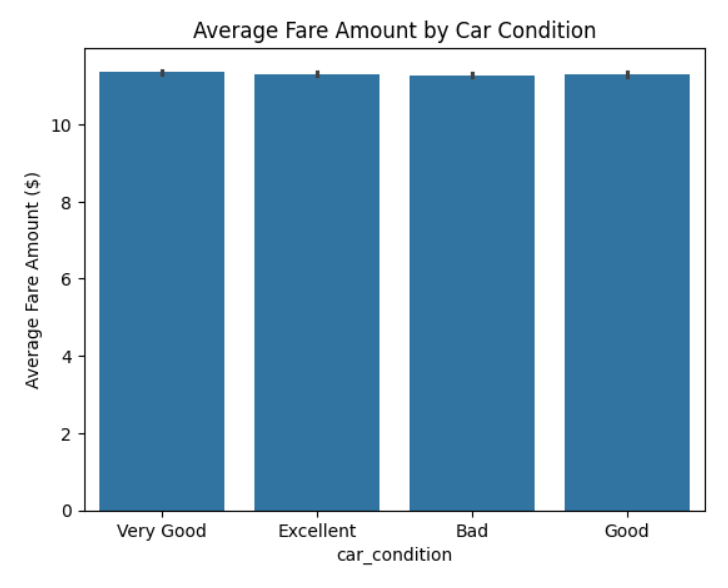 Average Fare Amount by Car Condition
Average Fare Amount ($)
10
8
6
4
2
0
Very Good Excellent Bad Good
car_condition